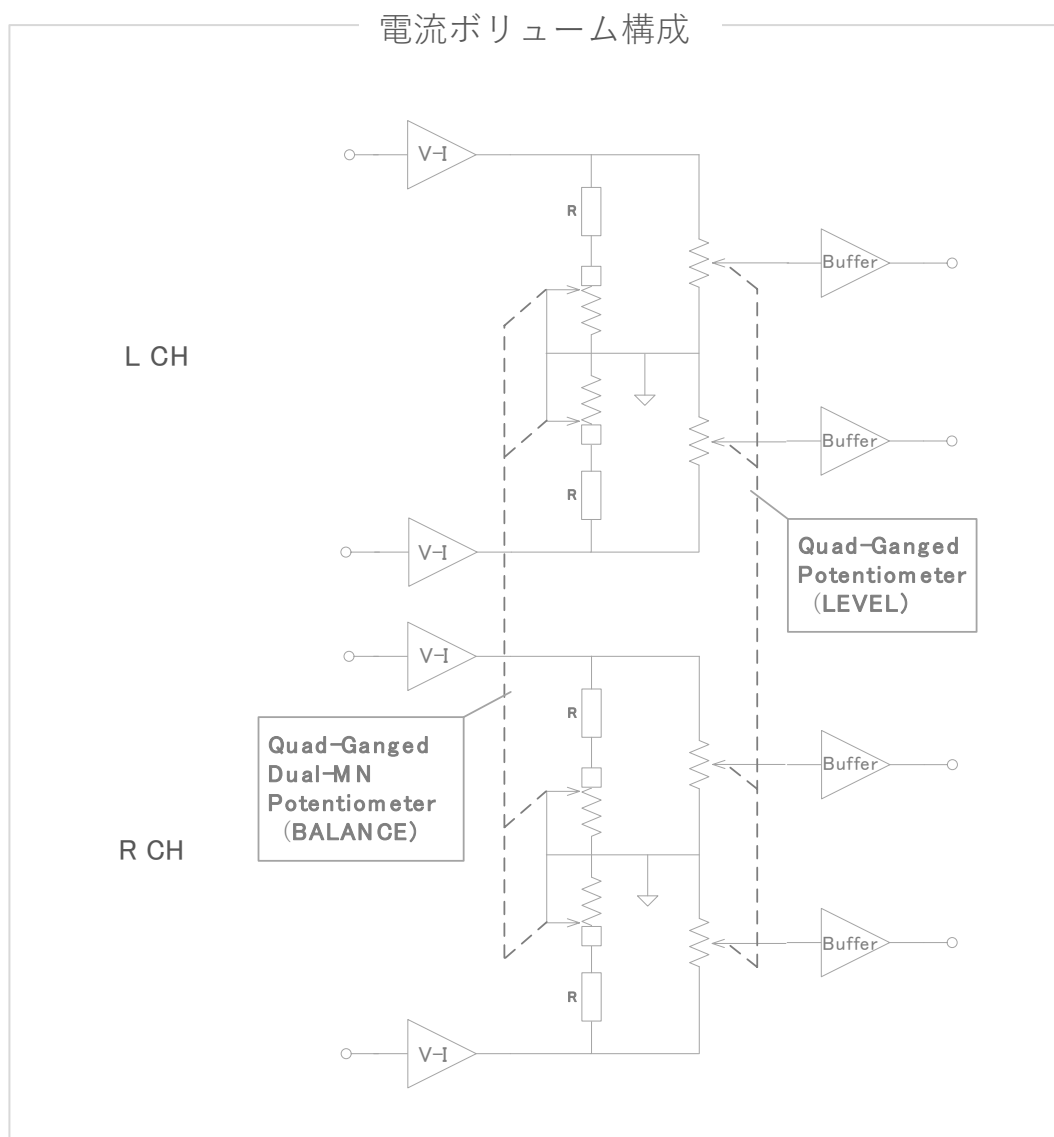 電流ボリューム構成
V-I
R
Buffer
L CH
Buffer
R
V-I
Quad-Ganged
Potentiometer
(LEVEL)
V-I
R
Quad-Ganged
Dual-MN
Potentiometer
(BALANCE)
Buffer
R CH
Buffer
R
V-I